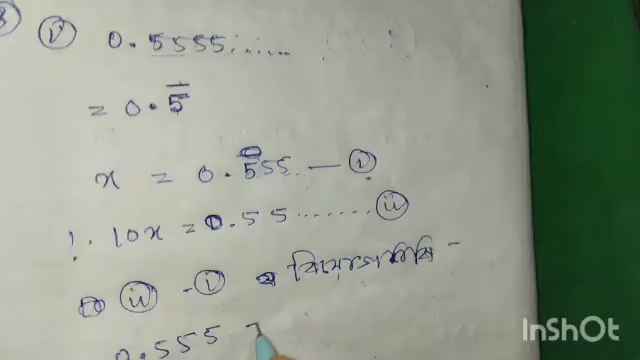 (i) 0.5555......
= 0.5̅
x = 0.555.. — (i)
∴ 10x = 0.55....... (ii)
(ii) - (i) বিয়োগ করি -
0.555 -
InShOt